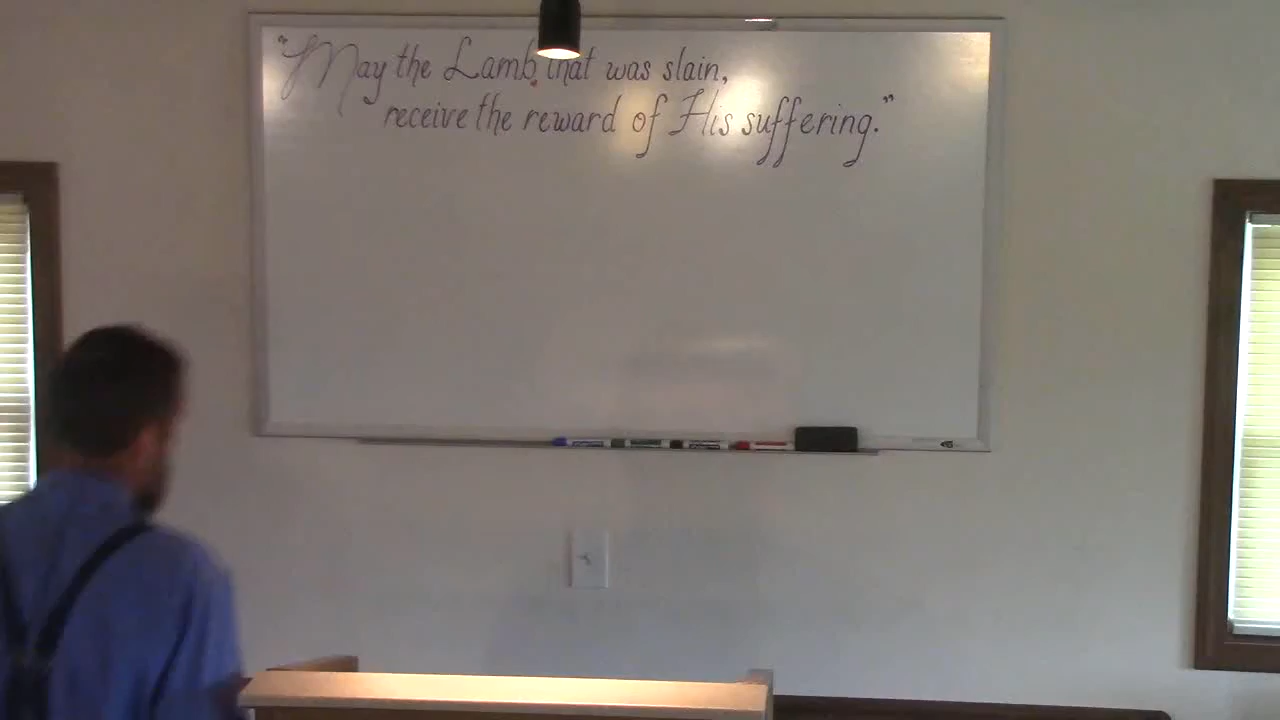 "May the Lamb that was slain,
receive the reward of His suffering."